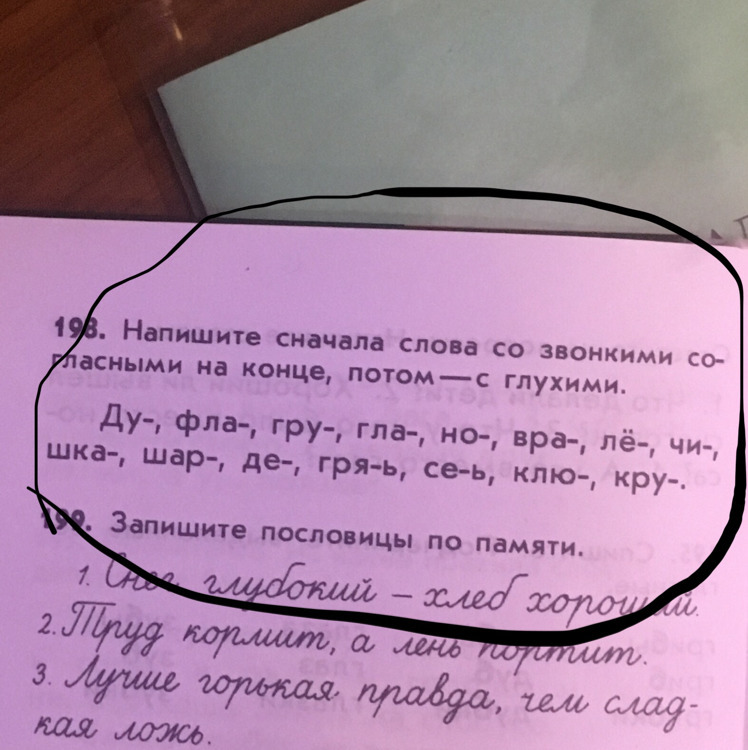 198. Напишите сначала слова со звонкими со-
гласными на конце, потом — с глухими.
Ду-, фла-, гру-, гла-, но-, вра-, лё-, чи-,
шка-, шар-, де-, гря-ь, се-ь, клю-, кру-.
199. Запишите пословицы по памяти.
1. Снег глубокий – хлеб хороший.
2. Труд кормит, а лень портит.
3. Лучше горькая правда, чем слад-
кая ложь.